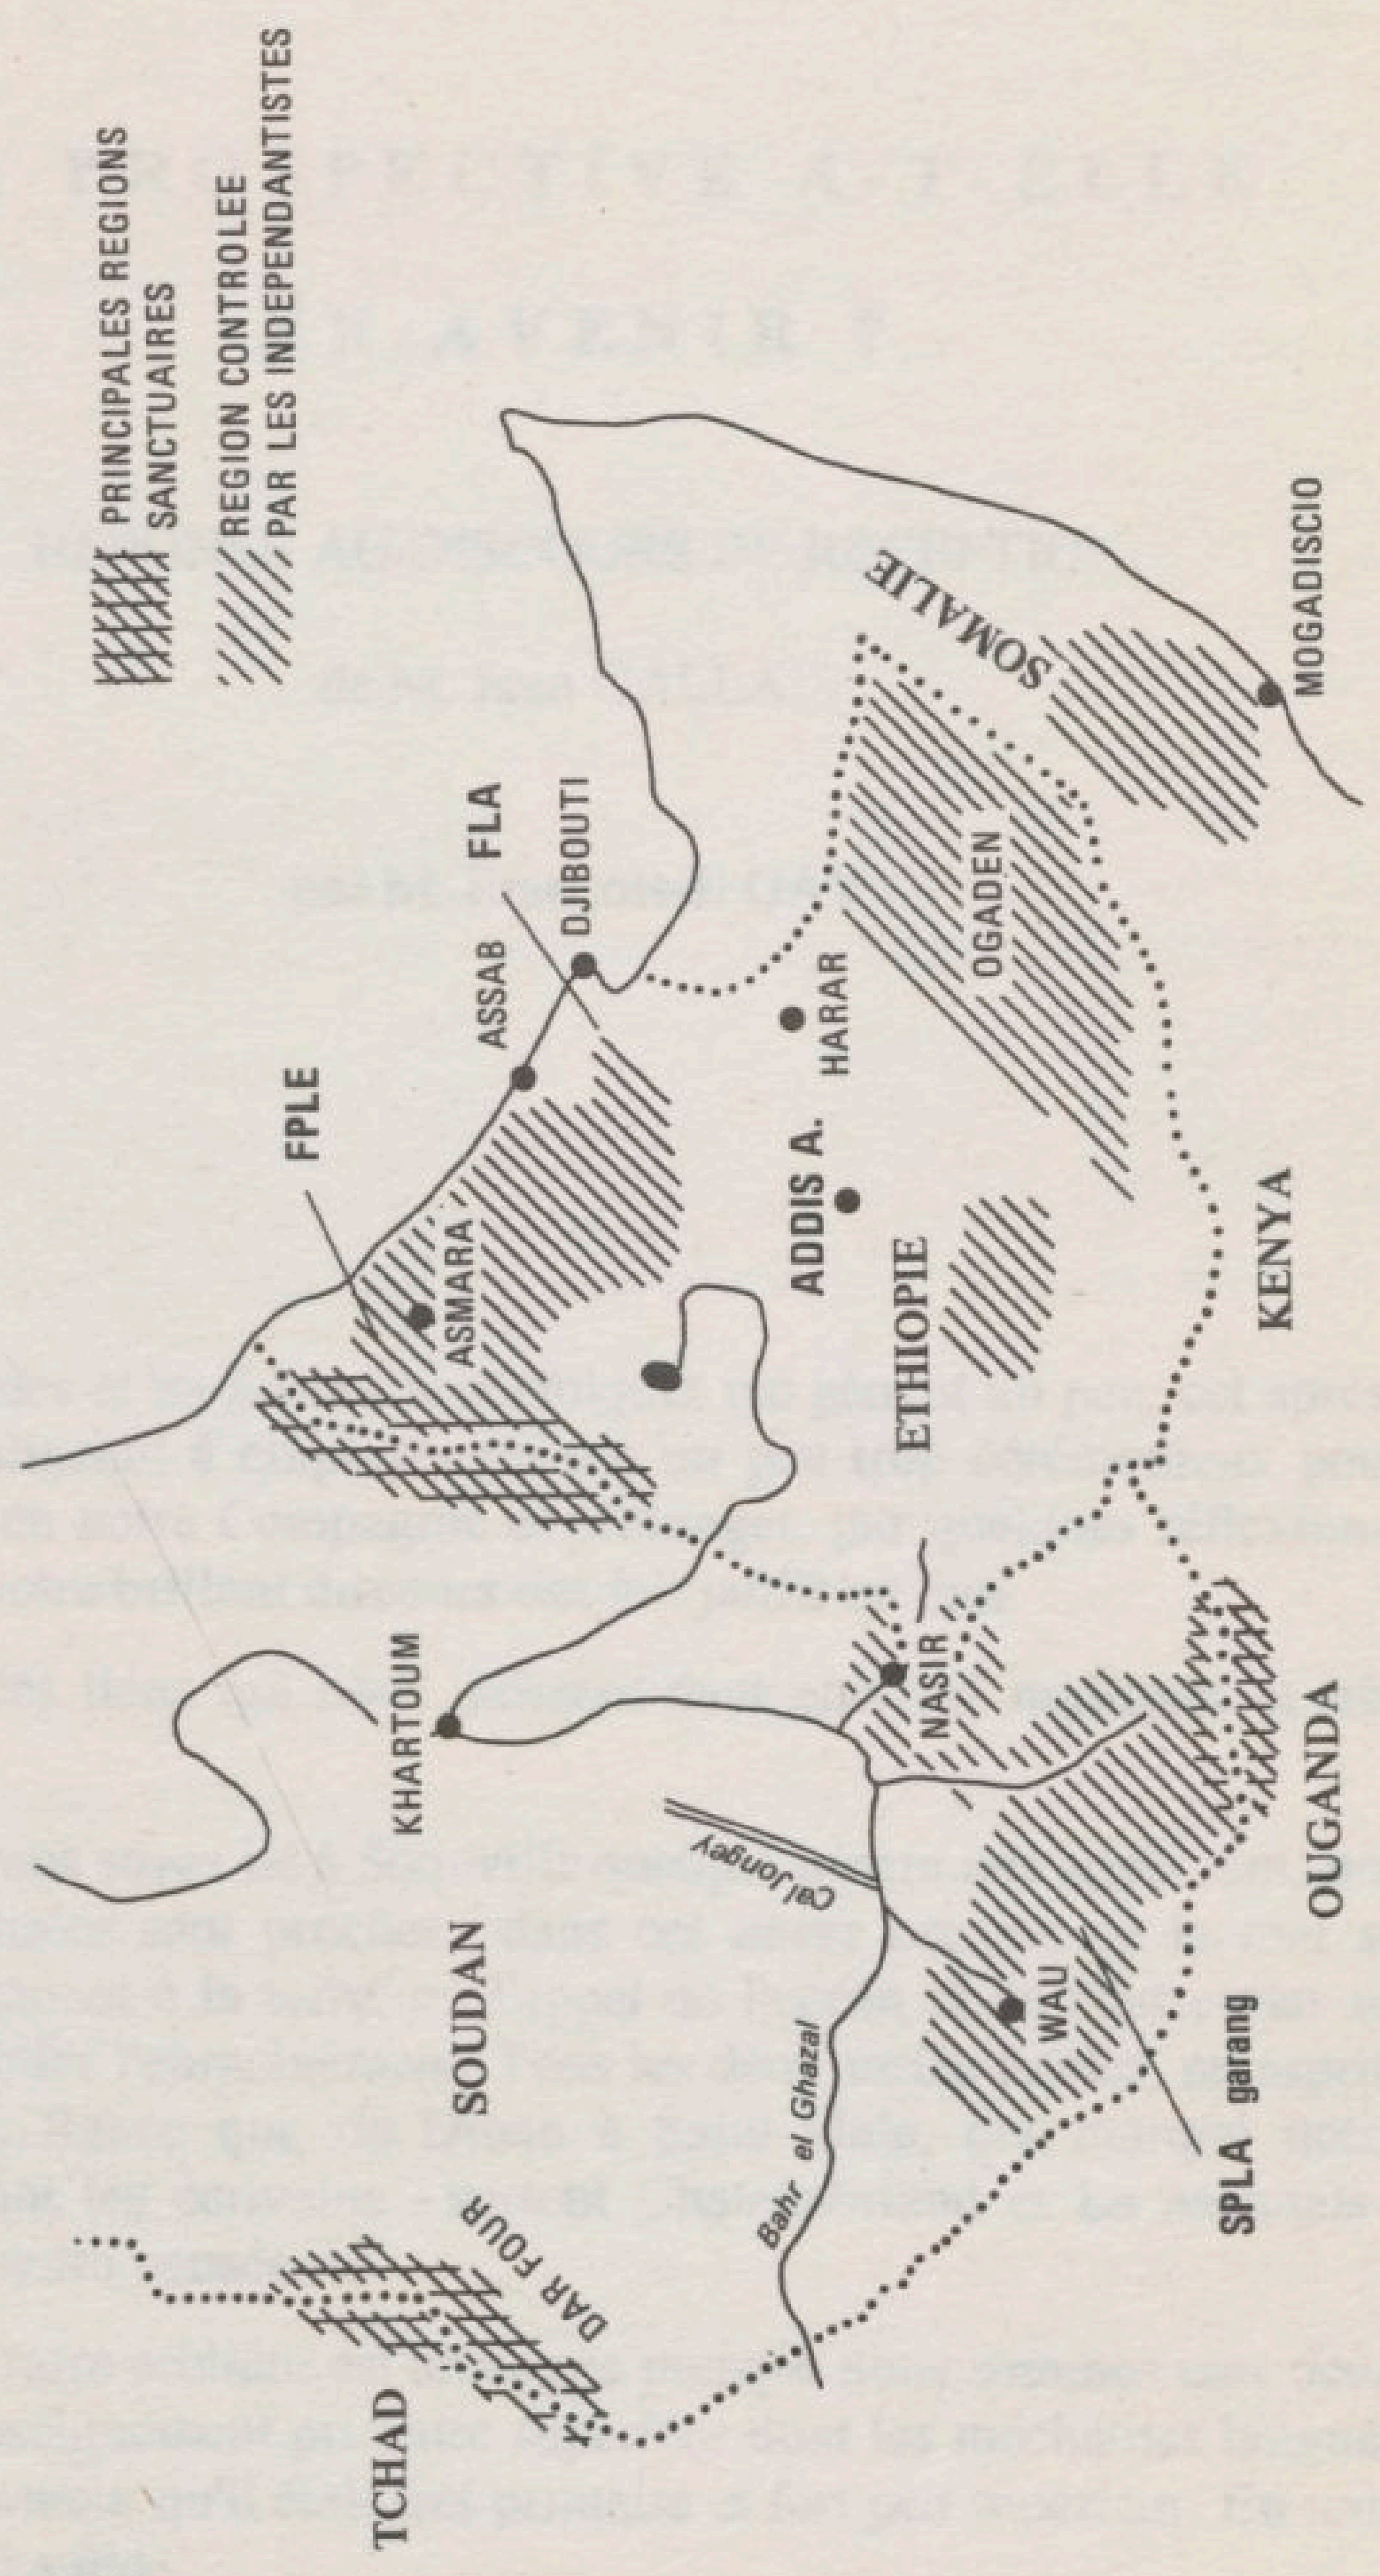 PRINCIPALES REGIONS
SANCTUAIRES
REGION CONTROLEE
PAR LES INDEPENDANTISTES
TCHAD
DAR FOUR
SOUDAN
KHARTOUM
Bahr el Ghazal
Cal Jongey
WAU
SPLA garang
NASIR
OUGANDA
FPLE
ASMARA
ASSAB
FLA
DJIBOUTI
ADDIS A.
HARAR
ETHIOPIE
OGADEN
KENYA
SOMALIE
MOGADISCIO